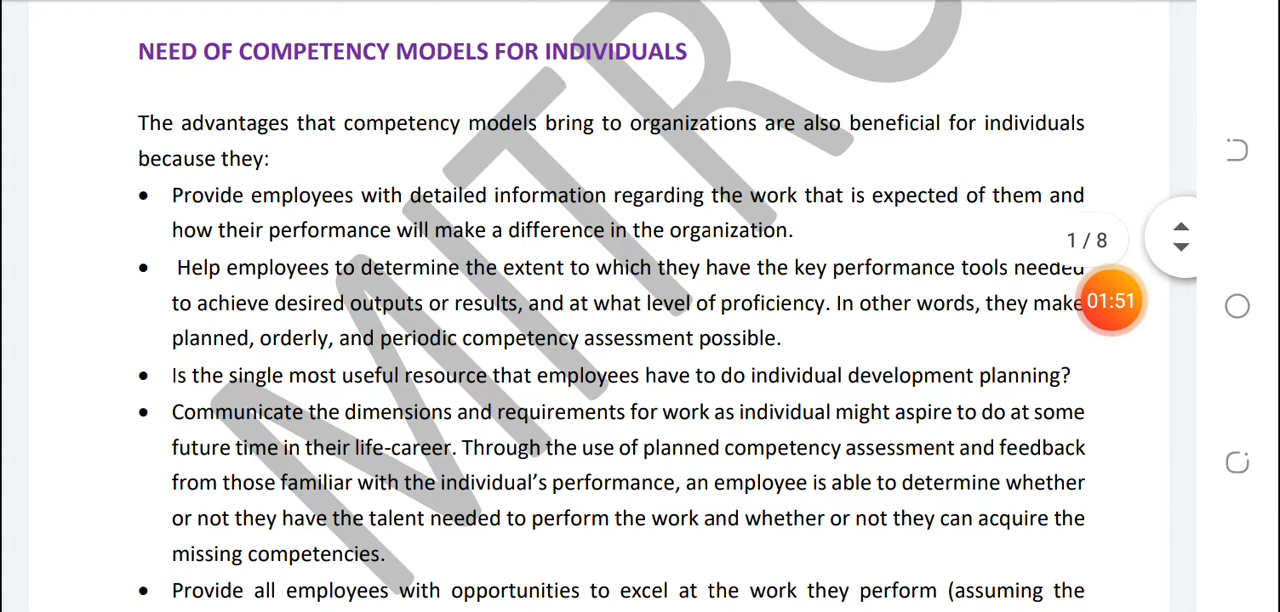 NEED OF COMPETENCY MODELS FOR INDIVIDUALS
The advantages that competency models bring to organizations are also beneficial for individuals
because they:
• Provide employees with detailed information regarding the work that is expected of them and
how their performance will make a difference in the organization.
1 / 8
• Help employees to determine the extent to which they have the key performance tools needed
to achieve desired outputs or results, and at what level of proficiency. In other words, they make
01:51
planned, orderly, and periodic competency assessment possible.
• Is the single most useful resource that employees have to do individual development planning?
• Communicate the dimensions and requirements for work as individual might aspire to do at some
future time in their life-career. Through the use of planned competency assessment and feedback
from those familiar with the individual’s performance, an employee is able to determine whether
or not they have the talent needed to perform the work and whether or not they can acquire the
missing competencies.
• Provide all employees with opportunities to excel at the work they perform (assuming the